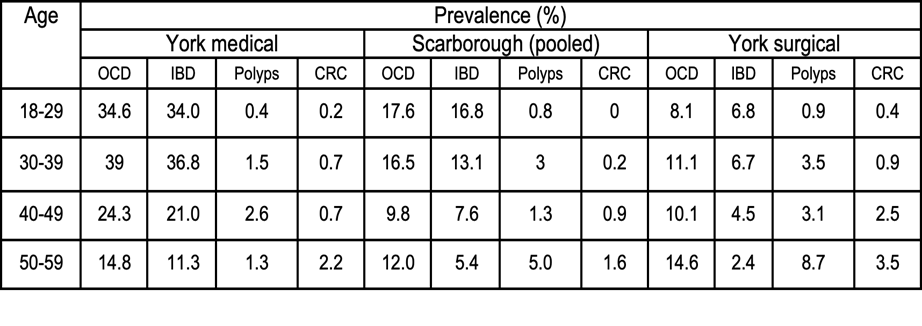 Age Prevalence (%)
York medical Scarborough (pooled) York surgical
OCD IBD Polyps CRC OCD IBD Polyps CRC OCD IBD Polyps CRC
18-29 34.6 34.0 0.4 0.2 17.6 16.8 0.8 0 8.1 6.8 0.9 0.4
30-39 39 36.8 1.5 0.7 16.5 13.1 3 0.2 11.1 6.7 3.5 0.9
40-49 24.3 21.0 2.6 0.7 9.8 7.6 1.3 0.9 10.1 4.5 3.1 2.5
50-59 14.8 11.3 1.3 2.2 12.0 5.4 5.0 1.6 14.6 2.4 8.7 3.5